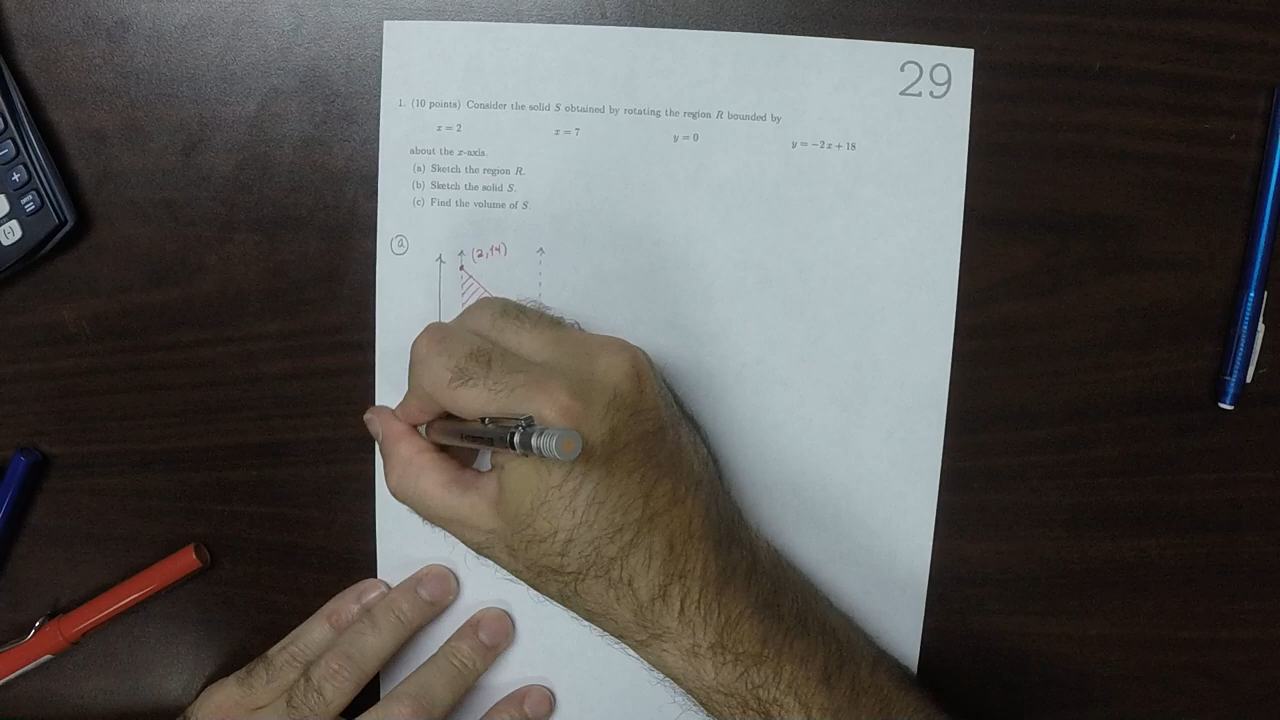 29
1. (10 points) Consider the solid S obtained by rotating the region R bounded by
x = 2 x = 7 y = 0 y = −2x + 18
about the x-axis.
(a) Sketch the region R.
(b) Sketch the solid S.
(c) Find the volume of S.
(a) (2,14)